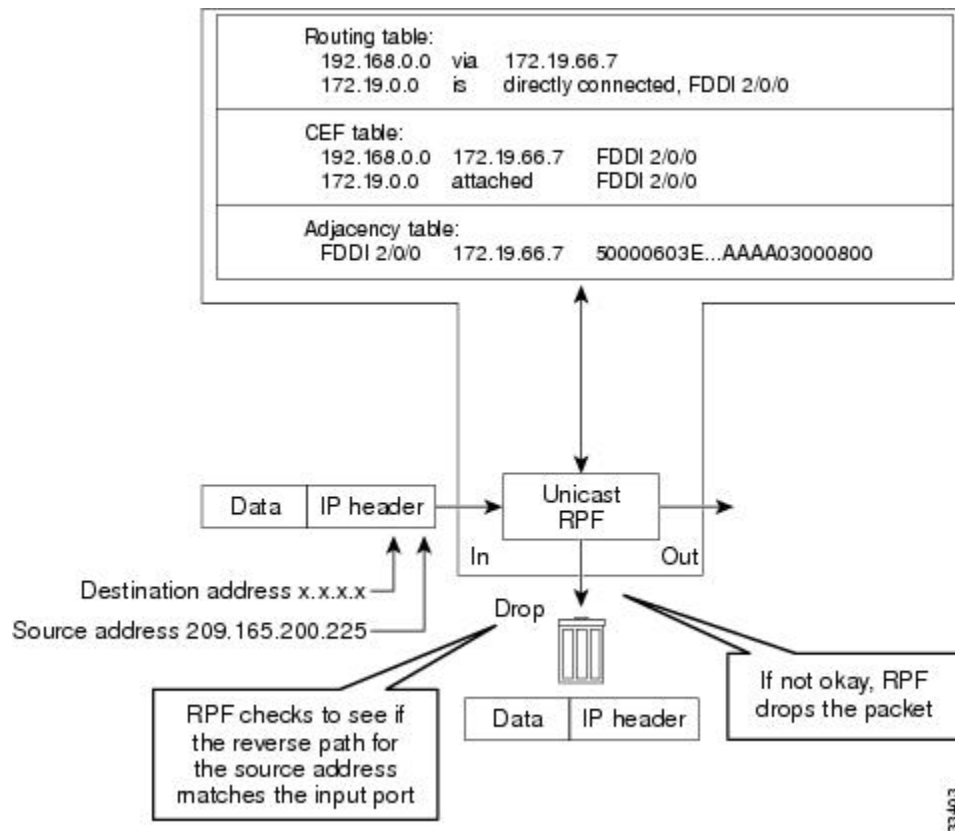 Routing table:
192.168.0.0 via 172.19.66.7
172.19.0.0 is directly connected, FDDI 2/0/0
CEF table:
192.168.0.0 172.19.66.7 FDDI 2/0/0
172.19.0.0 attached FDDI 2/0/0
Adjacency table:
FDDI 2/0/0 172.19.66.7 50000603E...AAAA03000800
Data IP header
Unicast
RPF
In Out
Destination address x.x.x.x
Source address 209.165.200.225
Drop
RPF checks to see if
the reverse path for
the source address
matches the input port
Data IP header
If not okay, RPF
drops the packet